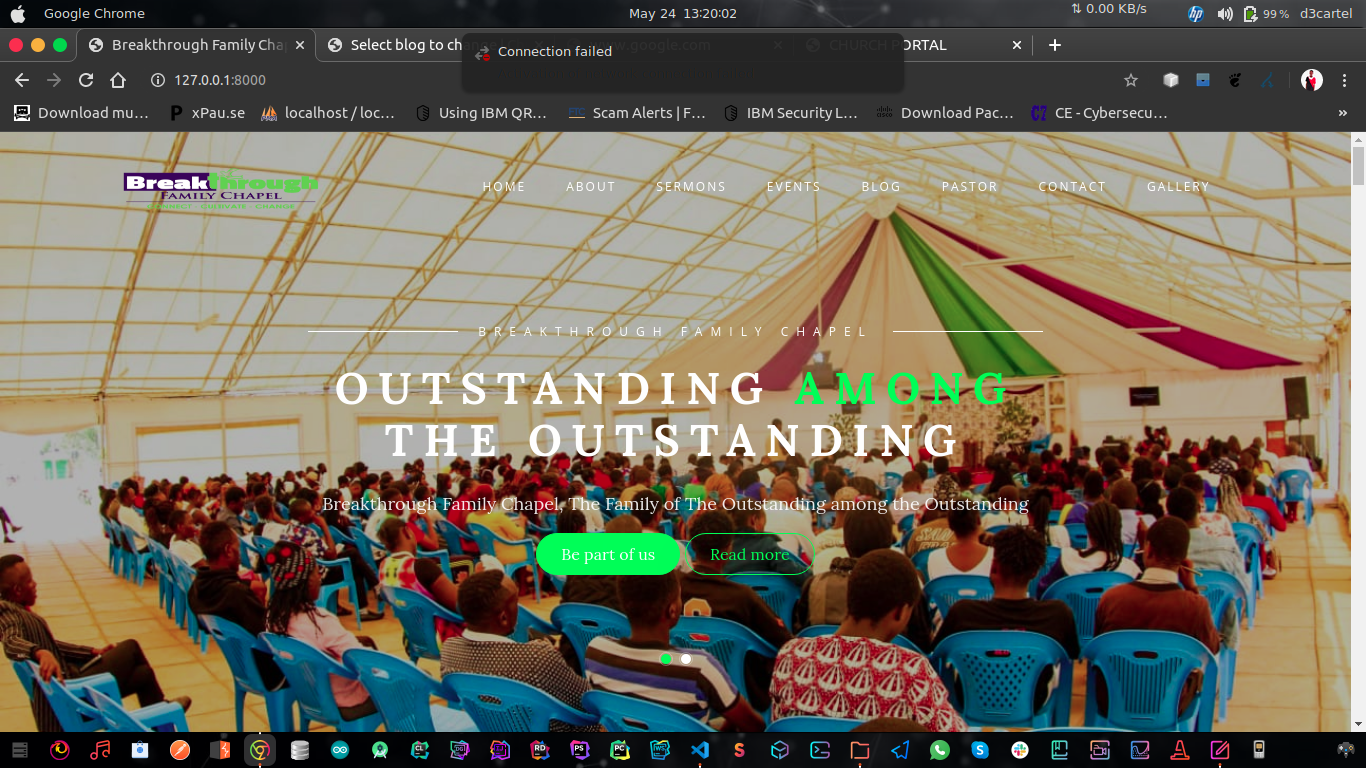 Google Chrome
May 24 13:20:02
0.00 KB/s
99 %
d3cartel
Breakthrough Family Cha
Select blog to ch
www.google.com
CHURCH PORTAL
Connection failed
127.0.0.1:8000
Download mu…
xPau.se
localhost / loc…
Using IBM QR…
Scam Alerts | F…
IBM Security L…
Download Pac…
CE - Cybersecu…
»
Breakthrough
FAMILY CHAPEL
HOME
ABOUT
SERMONS
EVENTS
BLOG
PASTOR
CONTACT
GALLERY
BREAKTHROUGH FAMILY CHAPEL
OUTSTANDING AMONG
THE OUTSTANDING
Breakthrough Family Chapel, The Family of The Outstanding among the Outstanding
Be part of us
Read more